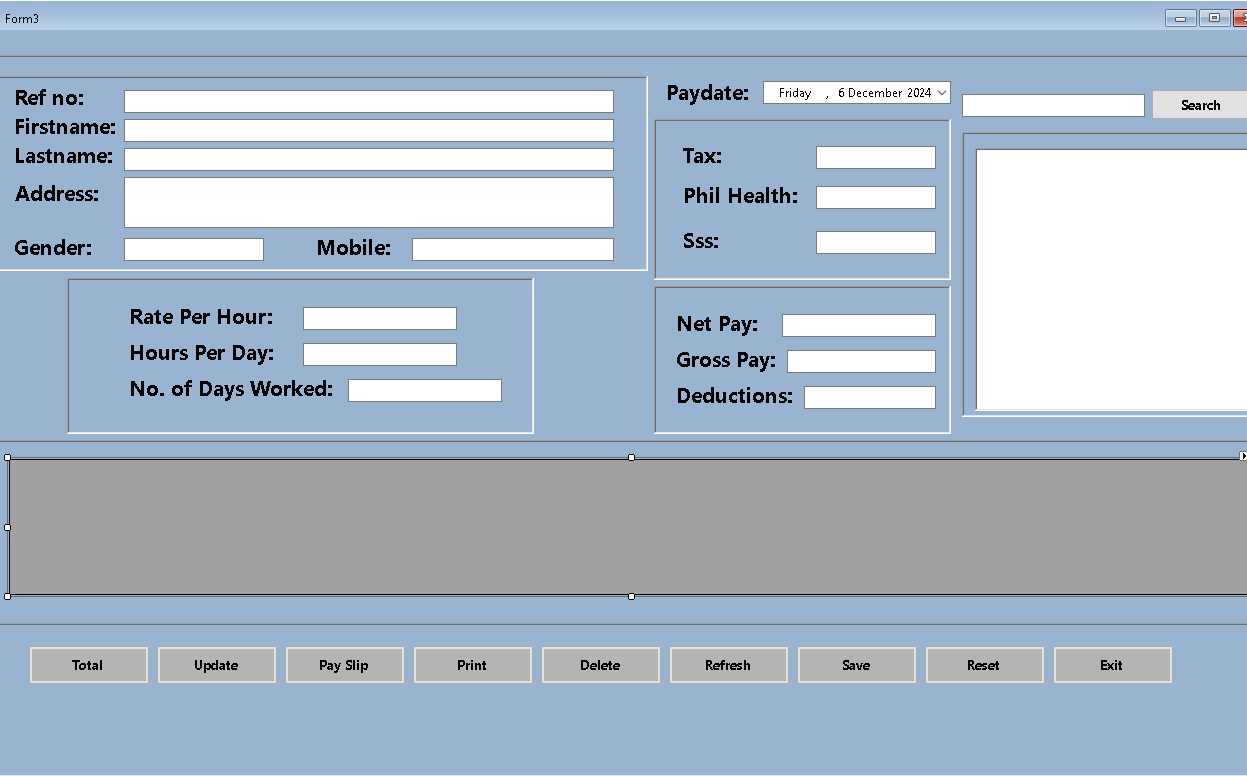 Form3
Ref no:
Firstname:
Lastname:
Address:
Gender:
Mobile:
Paydate:
Friday , 6 December 2024
Search
Tax:
Phil Health:
Sss:
Rate Per Hour:
Hours Per Day:
No. of Days Worked:
Net Pay:
Gross Pay:
Deductions:
Total
Update
Pay Slip
Print
Delete
Refresh
Save
Reset
Exit